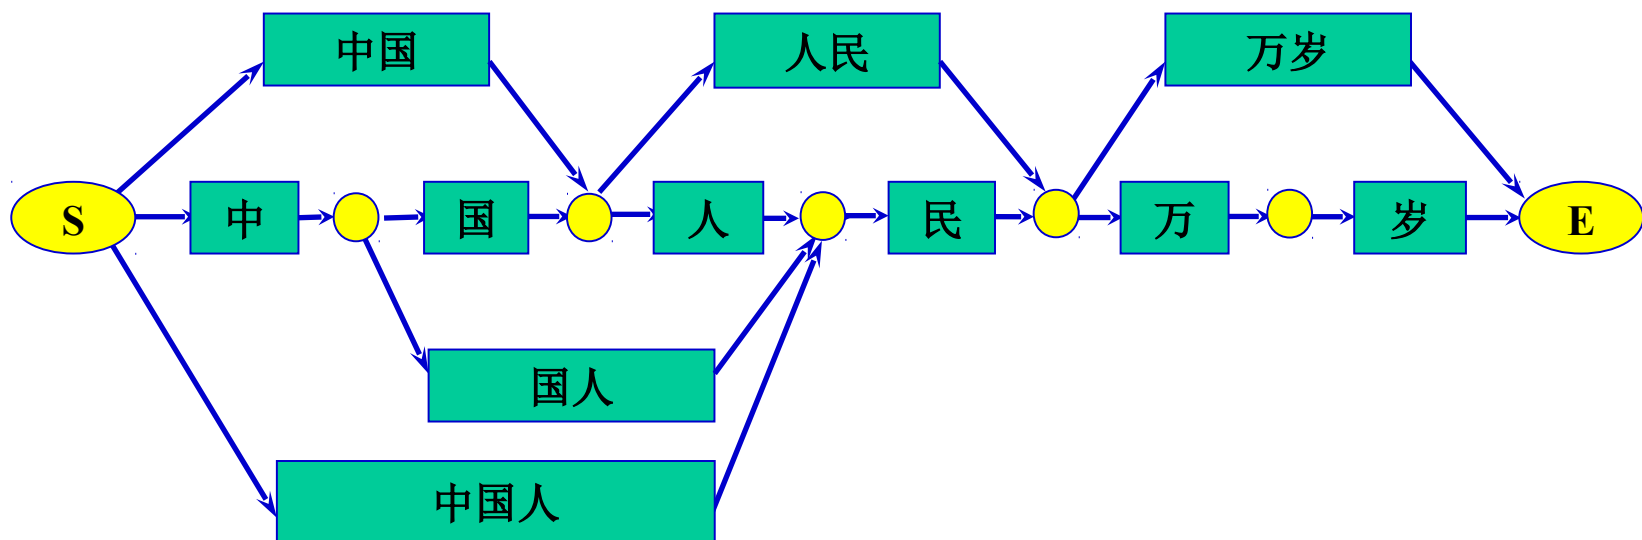 中国
人民
万岁
S
中
国
人
民
万
岁
E
国人
中国人